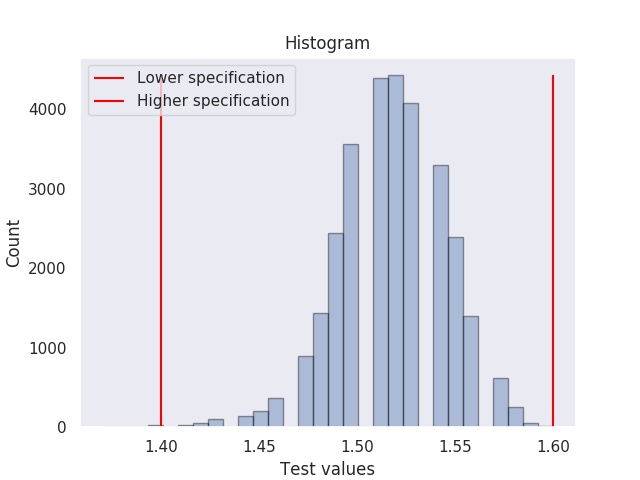 Histogram
Lower specification
Higher specification
4000
3000
2000
1000
0
Count
1.40
1.45
1.50
1.55
1.60
Test values